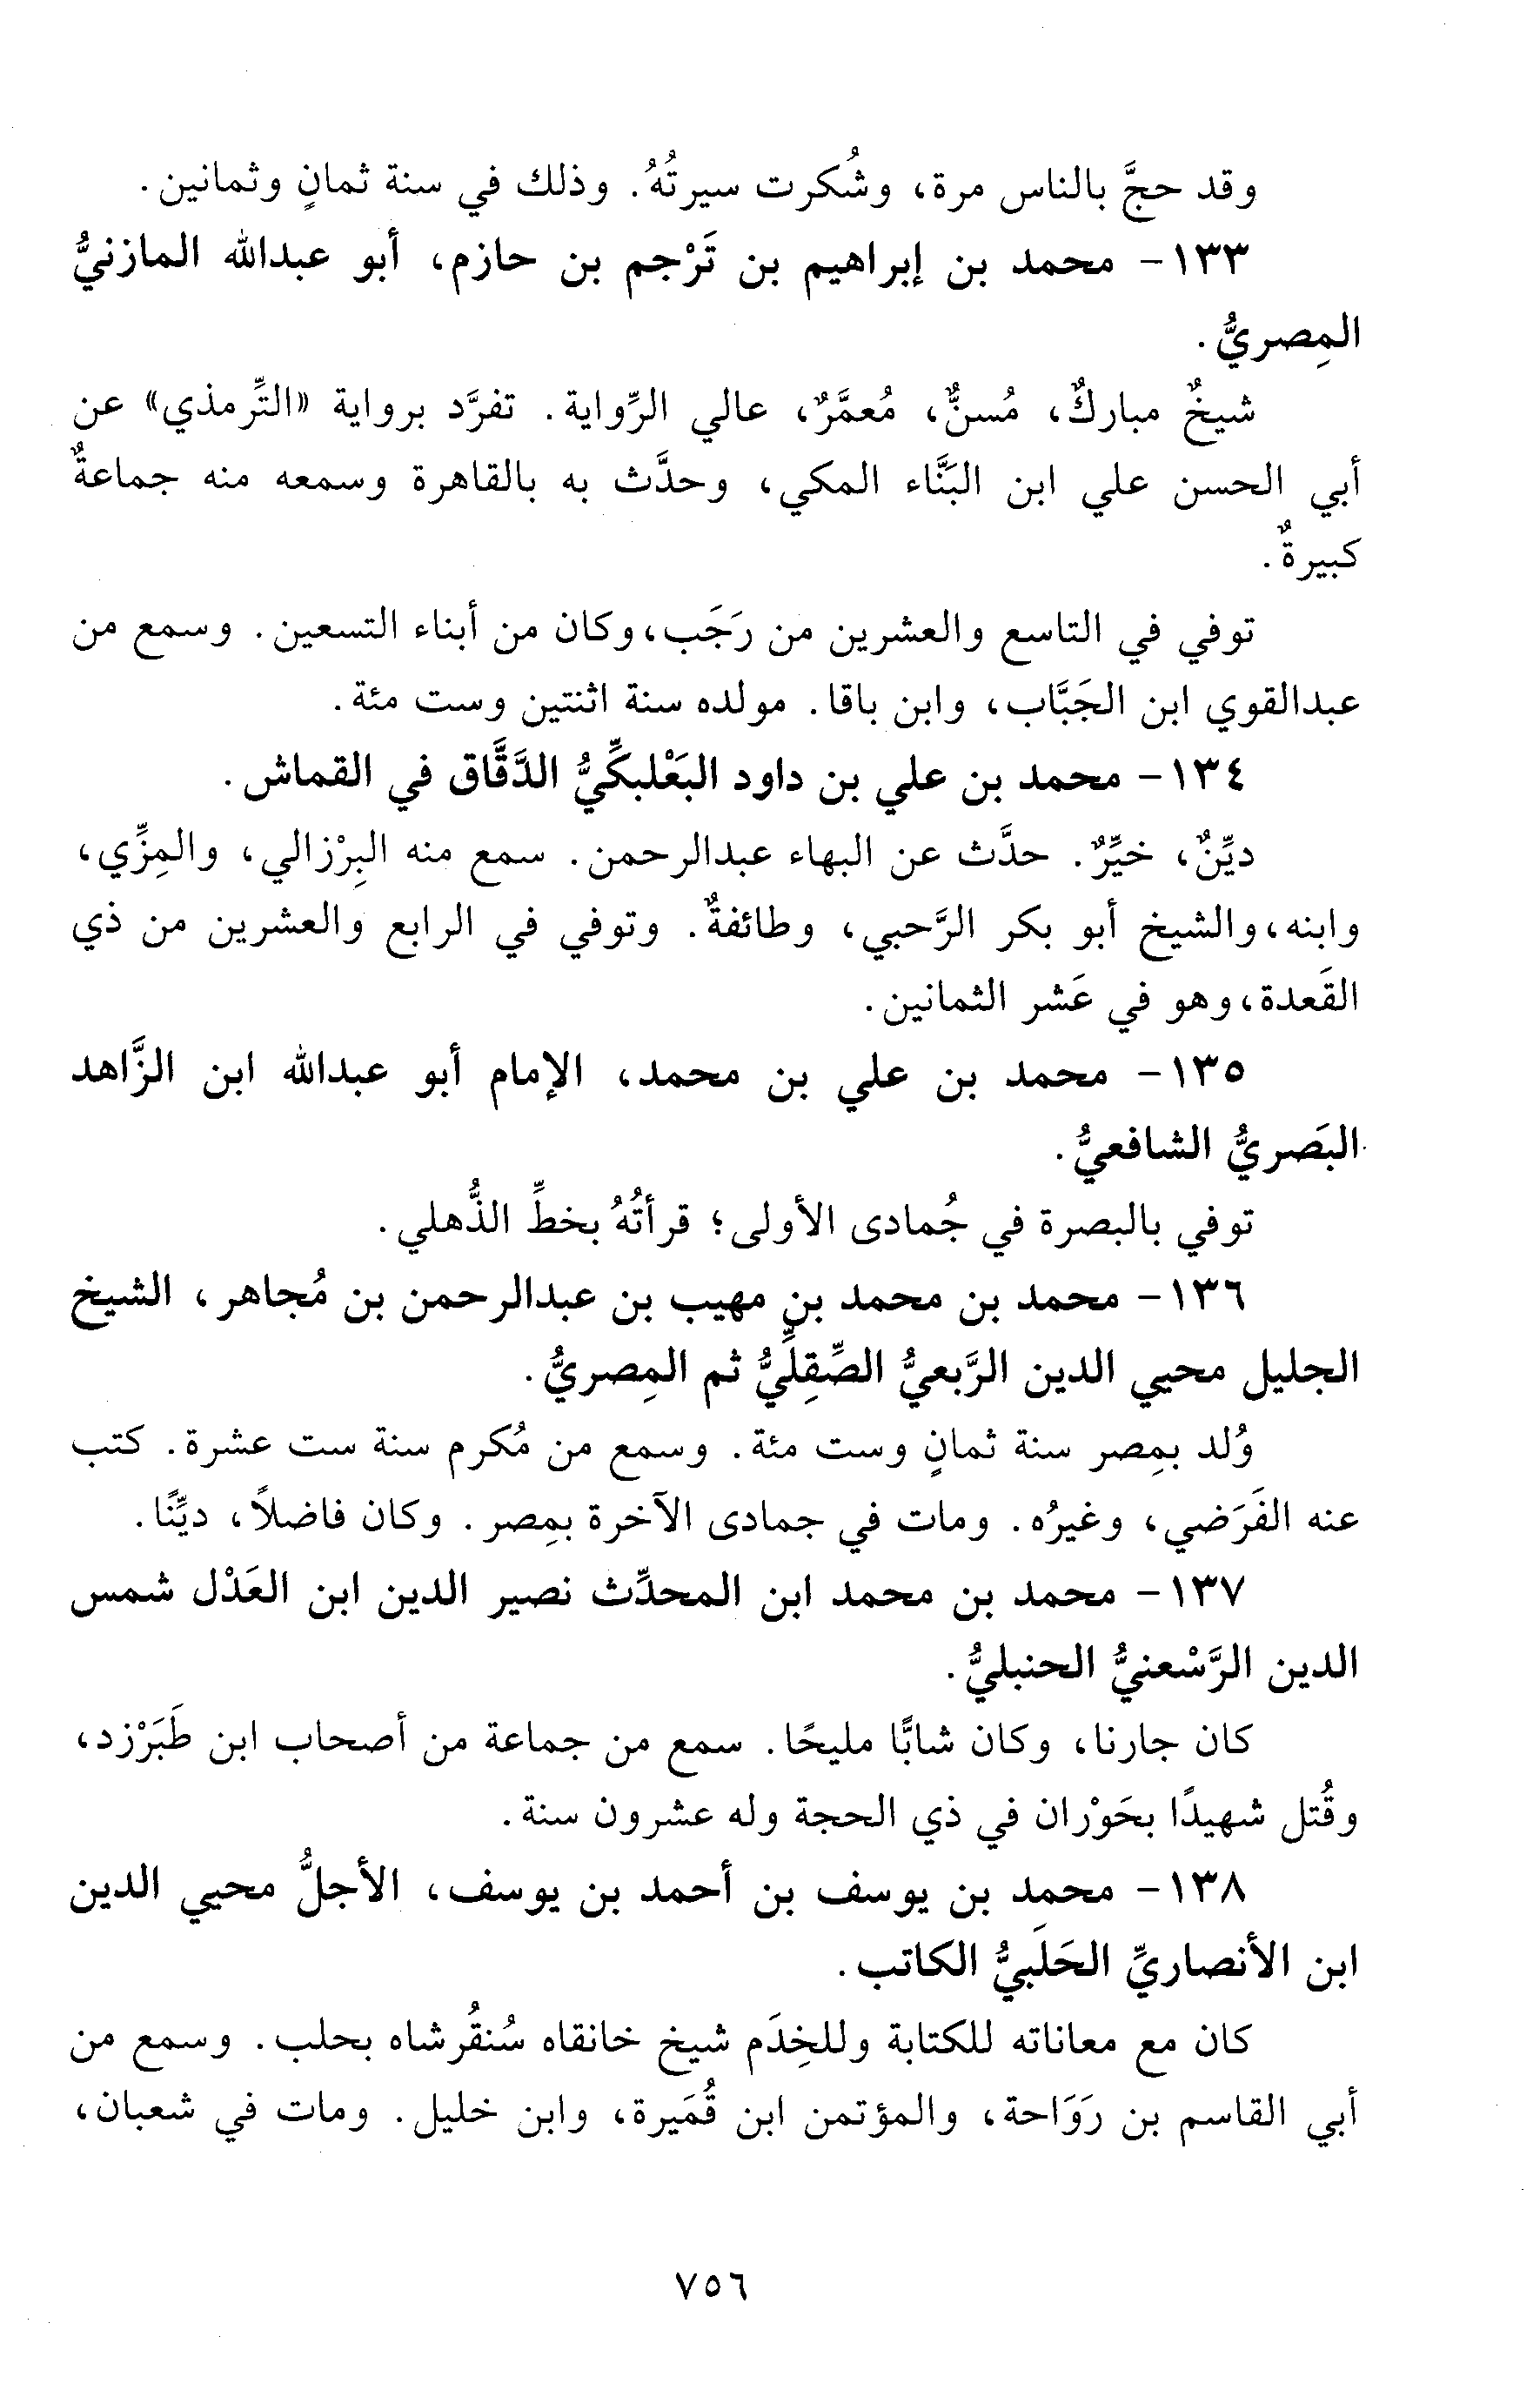 وقد حجَّ بالناس مرة، وشُكرت سيرتُهُ. وذلك في سنة ثمانٍ وثمانين.
١٣٣- محمد بن إبراهيم بن تَرْجم بن حازم، أبو عبدالله المازنيُّ
المِصريُّ.
شيخٌ مباركٌ، مُسنٌّ، مُعمَّرٌ، عالي الرِّواية. تفرَّد برواية «التِّرمذي» عن
أبي الحسن علي ابن البَنَّاء المكي، وحدَّث به بالقاهرة وسمعه منه جماعةٌ
كبيرةٌ.
توفي في التاسع والعشرين من رَجَب، وكان من أبناء التسعين. وسمع من
عبدالقوي ابن الجَبَّاب، وابن باقا. مولده سنة اثنتين وست مئة.
١٣٤- محمد بن علي بن داود البَعْلبكِّيُّ الدَّقَّاق في القماش.
ديِّنٌ، خيِّرٌ. حدَّث عن البهاء عبدالرحمن. سمع منه البِرْزالي، والمِزِّي،
وابنه، والشيخ أبو بكر الرَّحبي، وطائفةٌ. وتوفي في الرابع والعشرين من ذي
القَعدة، وهو في عَشر الثمانين.
١٣٥- محمد بن علي بن محمد، الإمام أبو عبدالله ابن الزَّاهد
البَصريُّ الشافعيُّ.
توفي بالبصرة في جُمادى الأولى؛ قرأتُهُ بخطِّ الذُّهلي.
١٣٦- محمد بن محمد بن مهيب بن عبدالرحمن بن مُجاهر، الشيخ
الجليل محيي الدين الرَّبعيُّ الصِّقِلِّيُّ ثم المِصريُّ.
وُلد بمِصر سنة ثمانٍ وست مئة. وسمع من مُكرم سنة ست عشرة. كتب
عنه الفَرَضي، وغيرُه. ومات في جمادى الآخرة بمِصر. وكان فاضلاً، ديِّنًا.
١٣٧- محمد بن محمد ابن المحدِّث نصير الدين ابن العَدْل شمس
الدين الرَّسْعنيُّ الحنبليُّ.
كان جارنا، وكان شابًّا مليحًا. سمع من جماعة من أصحاب ابن طَبَرْزد،
وقُتل شهيدًا بحَوْران في ذي الحجة وله عشرون سنة.
١٣٨- محمد بن يوسف بن أحمد بن يوسف، الأجلُّ محيي الدين
ابن الأنصاريِّ الحَلَبيُّ الكاتب.
كان مع معاناته للكتابة وللخِدَم شيخ خانقاه سُنقُرشاه بحلب. وسمع من
أبي القاسم بن رَوَاحة، والمؤتمن ابن قُمَيرة، وابن خليل. ومات في شعبان،
٧٥٦